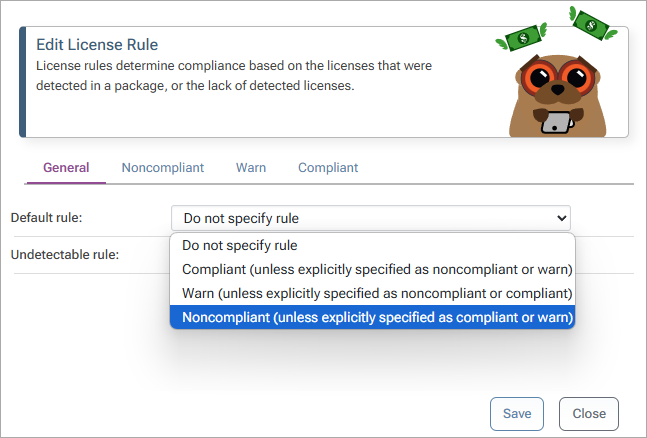 Edit License Rule
License rules determine compliance based on the licenses that were
detected in a package, or the lack of detected licenses.
General Noncompliant Warn Compliant
Default rule: Do not specify rule
Do not specify rule
Undetectable rule:
Compliant (unless explicitly specified as noncompliant or warn)
Warn (unless explicitly specified as noncompliant or compliant)
Noncompliant (unless explicitly specified as compliant or warn)
Save Close